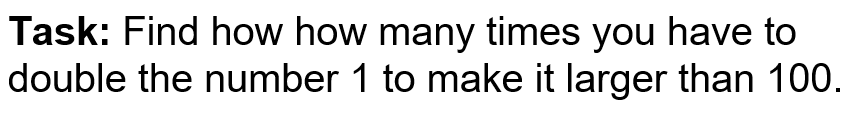 Task: Find how how many times you have to
double the number 1 to make it larger than 100.